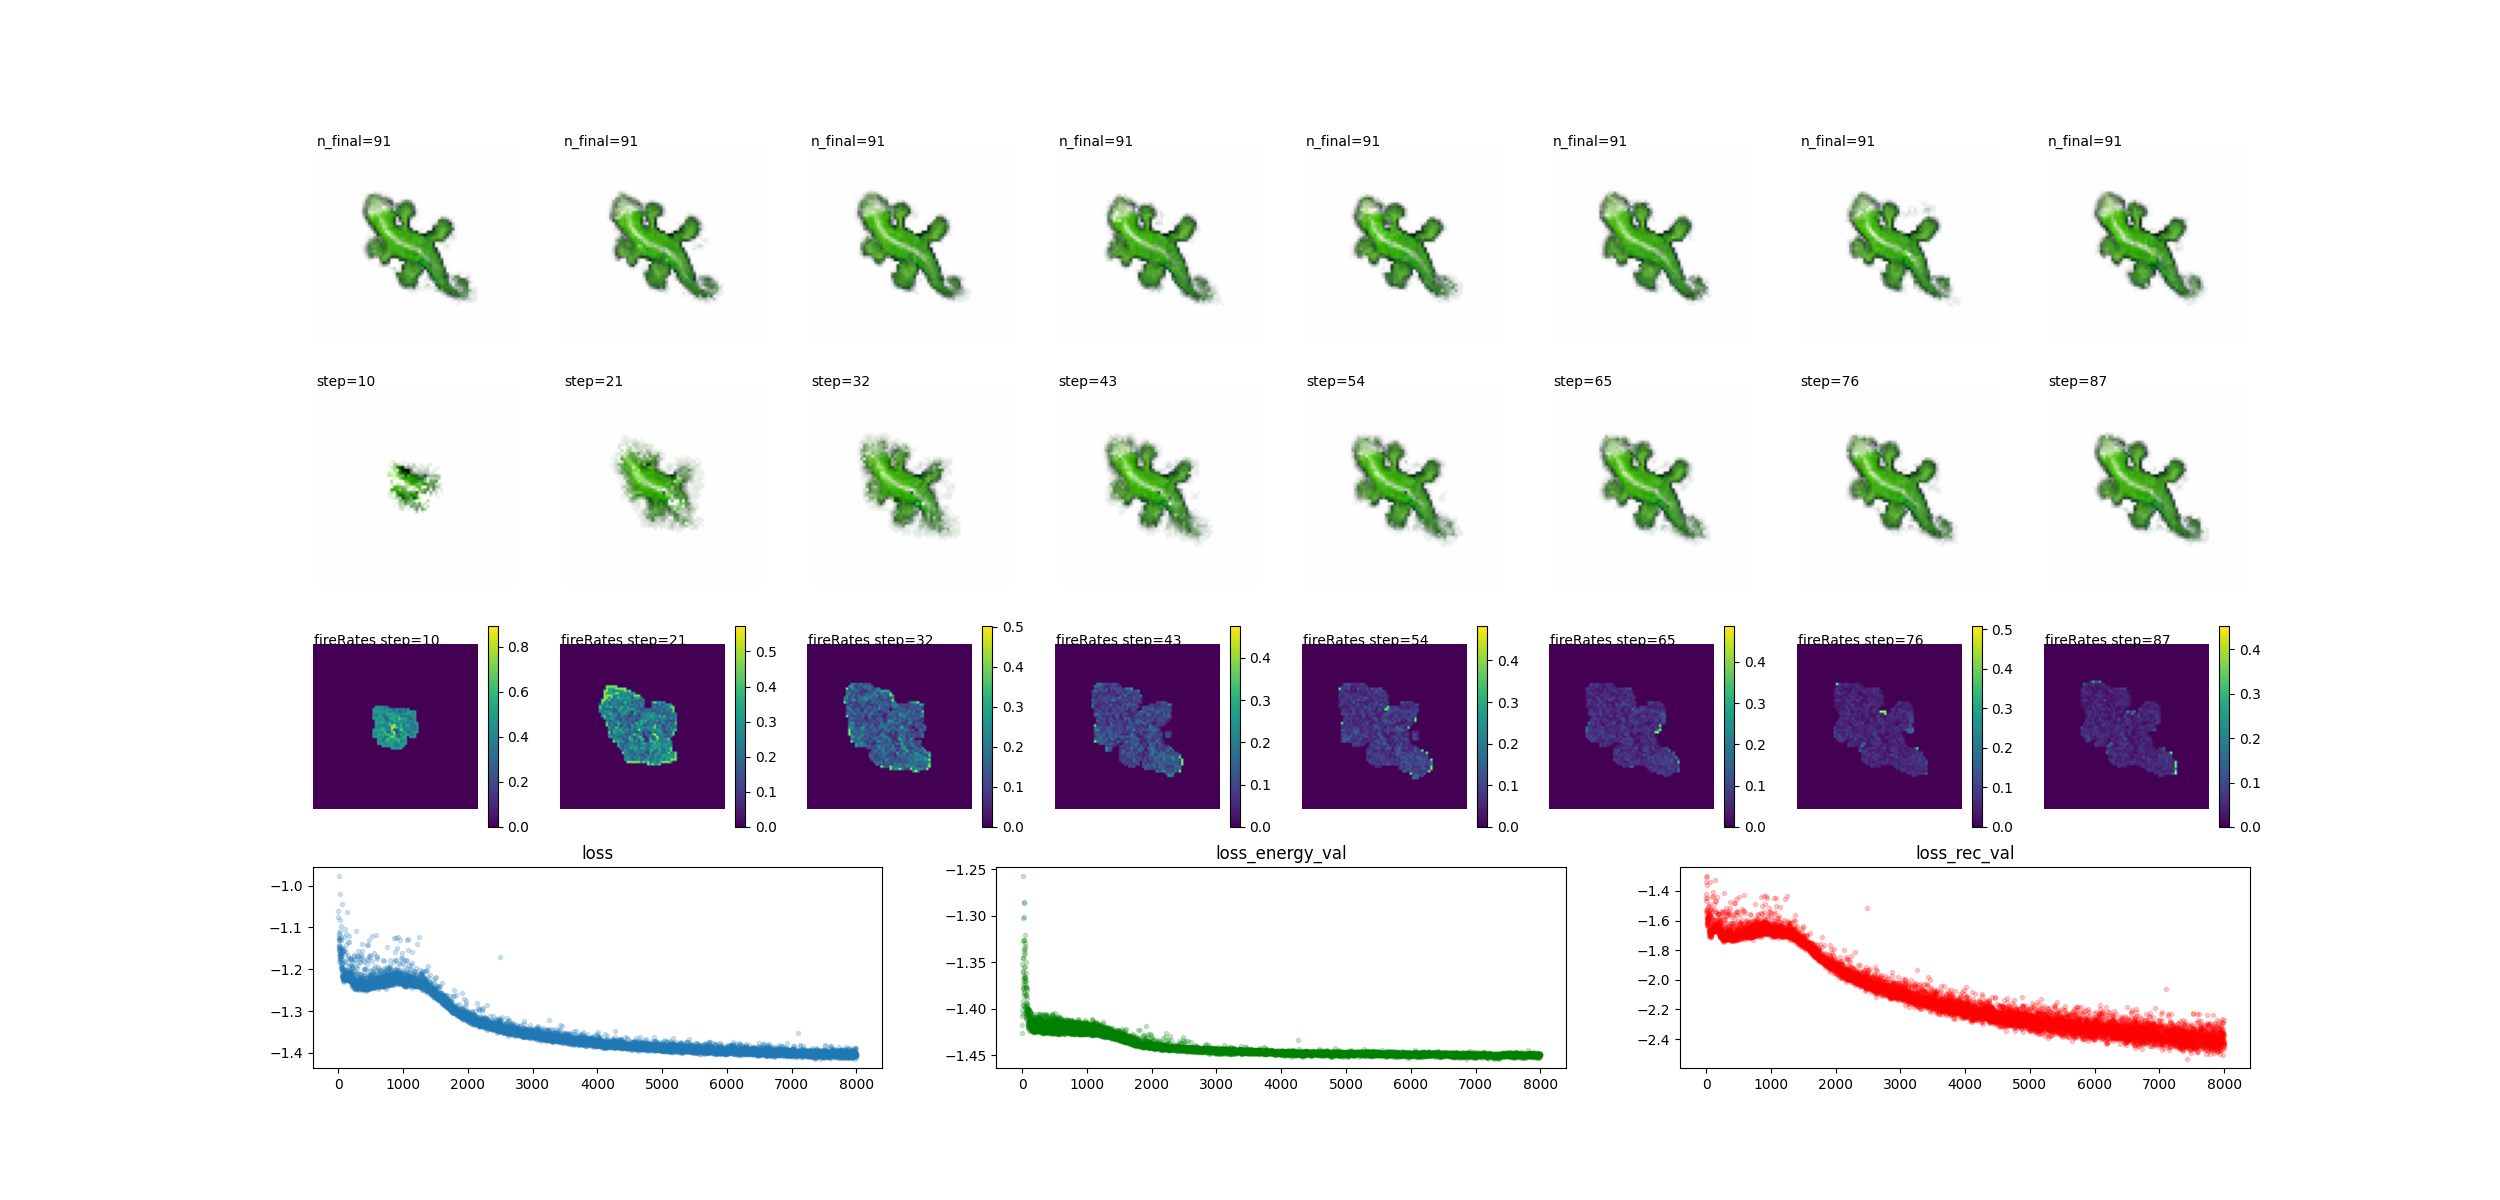 n_final=91 n_final=91 n_final=91 n_final=91 n_final=91 n_final=91 n_final=91 n_final=91
step=10 step=21 step=32 step=43 step=54 step=65 step=76 step=87
fireRates step=10 fireRates step=21 fireRates step=32 fireRates step=43 fireRates step=54 fireRates step=65 fireRates step=76 fireRates step=87
0.8 0.6 0.4 0.2 0.0
0.5 0.4 0.3 0.2 0.1 0.0
0.5 0.4 0.3 0.2 0.1 0.0
0.4 0.3 0.2 0.1 0.0
0.4 0.3 0.2 0.1 0.0
0.4 0.3 0.2 0.1 0.0
0.5 0.4 0.3 0.2 0.1 0.0
0.4 0.3 0.2 0.1 0.0
loss
−1.0
−1.1
−1.2
−1.3
−1.4
0 1000 2000 3000 4000 5000 6000 7000 8000
loss_energy_val
−1.25
−1.30
−1.35
−1.40
−1.45
0 1000 2000 3000 4000 5000 6000 7000 8000
loss_rec_val
−1.4
−1.6
−1.8
−2.0
−2.2
−2.4
0 1000 2000 3000 4000 5000 6000 7000 8000